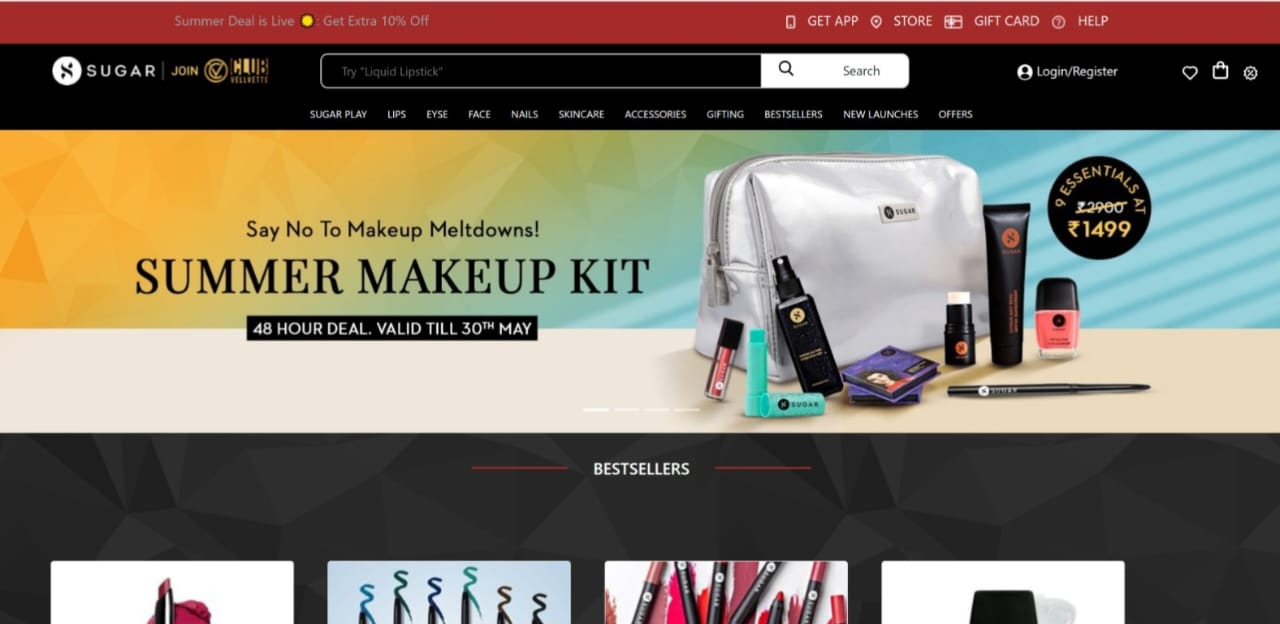 Summer Deal is Live : Get Extra 10% Off
GET APP STORE GIFT CARD HELP
SUGAR JOIN CLUB VELLVETTE
Try "Liquid Lipstick" Search
Login/Register
SUGAR PLAY LIPS EYSE FACE NAILS SKINCARE ACCESSORIES GIFTING BESTSELLERS NEW LAUNCHES OFFERS
Say No To Makeup Meltdowns!
SUMMER MAKEUP KIT
48 HOUR DEAL. VALID TILL 30TH MAY
SUGAR
9 ESSENTIALS AT
₹2900
₹1499
SUGAR
SUGAR
SUGAR
BESTSELLERS